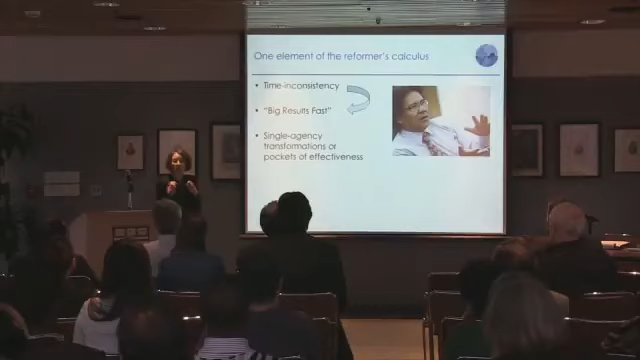 One element of the reformer's calculus
• Time-inconsistency
• "Big Results Fast"
• Single-agency
transformations or
pockets of effectiveness